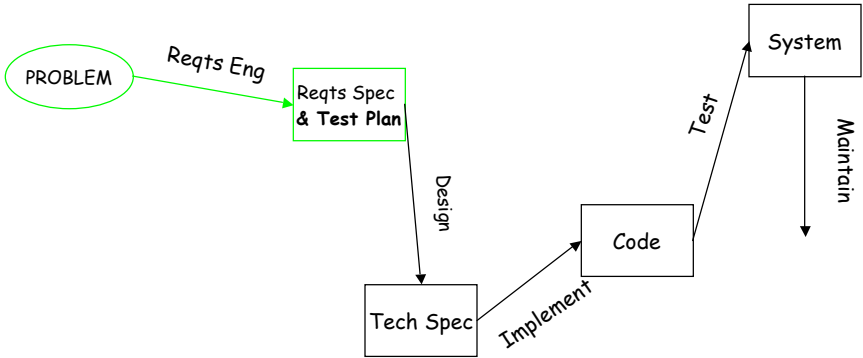 PROBLEM
Reqts Eng
Reqts Spec
& Test Plan
Design
Tech Spec
Implement
Code
Test
System
Maintain